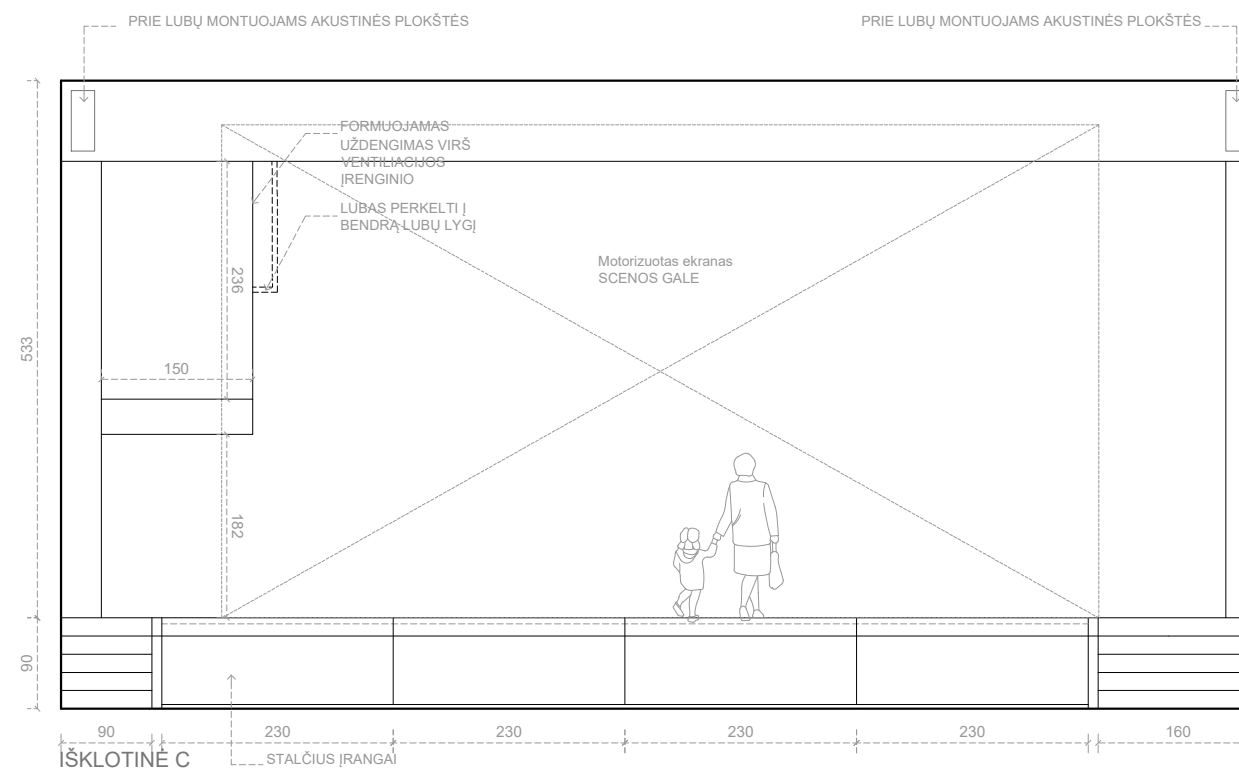 PRIE LUBŲ MONTUOJAMS AKUSTINĖS PLOKŠTĖS
PRIE LUBŲ MONTUOJAMS AKUSTINĖS PLOKŠTĖS
FORMUOJAMAS
UŽDENGIMAS VIRŠ
VENTILIACIJOS
ĮRENGINIO
LUBAS PERKELTI Į
BENDRĄ LUBŲ LYGĮ
Motorizuotas ekranas
SCENOS GALE
236
533
150
182
90
90
230
230
230
230
160
IŠKLOTINĖ C
STALČIUS ĮRANGAI